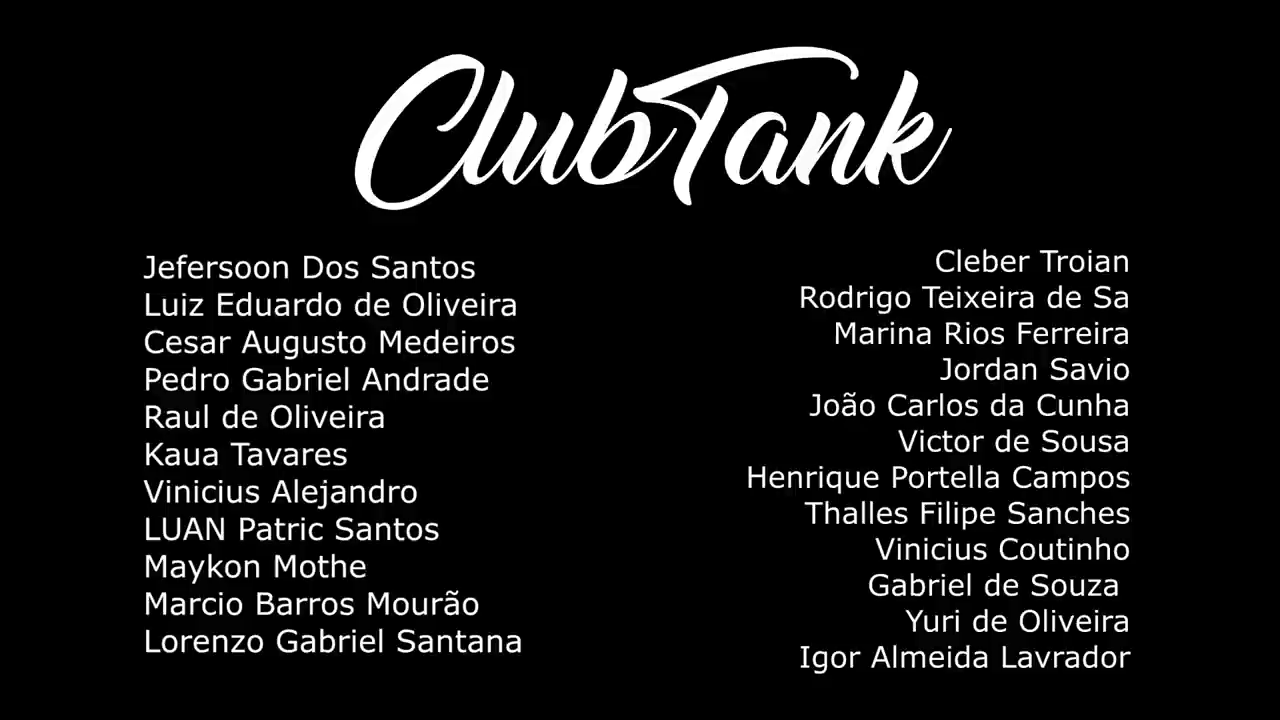 ClubTank
Jefersoon Dos Santos
Luiz Eduardo de Oliveira
Cesar Augusto Medeiros
Pedro Gabriel Andrade
Raul de Oliveira
Kaua Tavares
Vinicius Alejandro
LUAN Patric Santos
Maykon Mothe
Marcio Barros Mourão
Lorenzo Gabriel Santana
Cleber Troian
Rodrigo Teixeira de Sa
Marina Rios Ferreira
Jordan Savio
João Carlos da Cunha
Victor de Sousa
Henrique Portella Campos
Thalles Filipe Sanches
Vinicius Coutinho
Gabriel de Souza
Yuri de Oliveira
Igor Almeida Lavrador